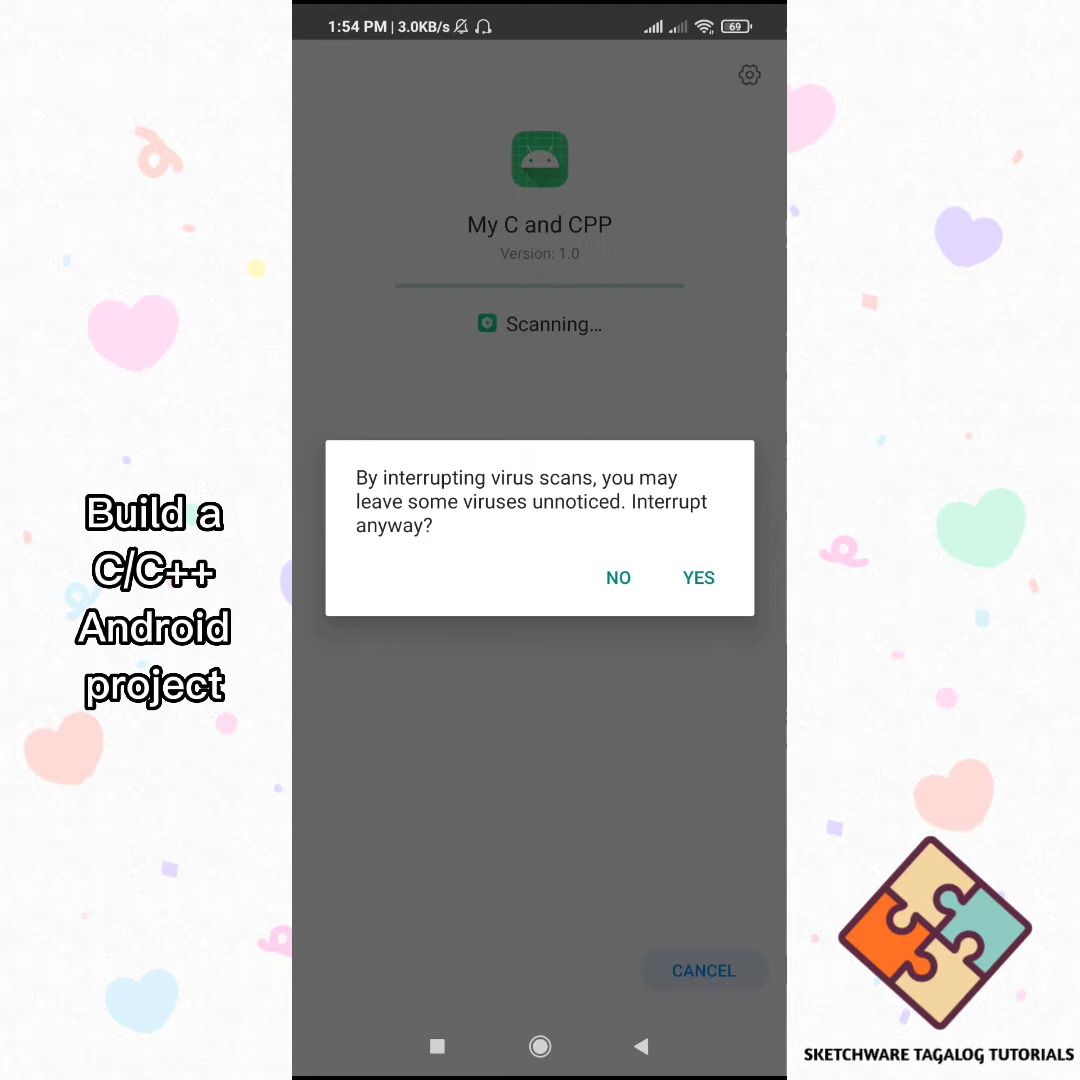 1:54 PM | 3.0KB/s
69
My C and CPP
Version: 1.0
Scanning...
By interrupting virus scans, you may
leave some viruses unnoticed. Interrupt
anyway?
NO YES
CANCEL
Build a
C/C++
Android
project
SKETCHWARE TAGALOG TUTORIALS